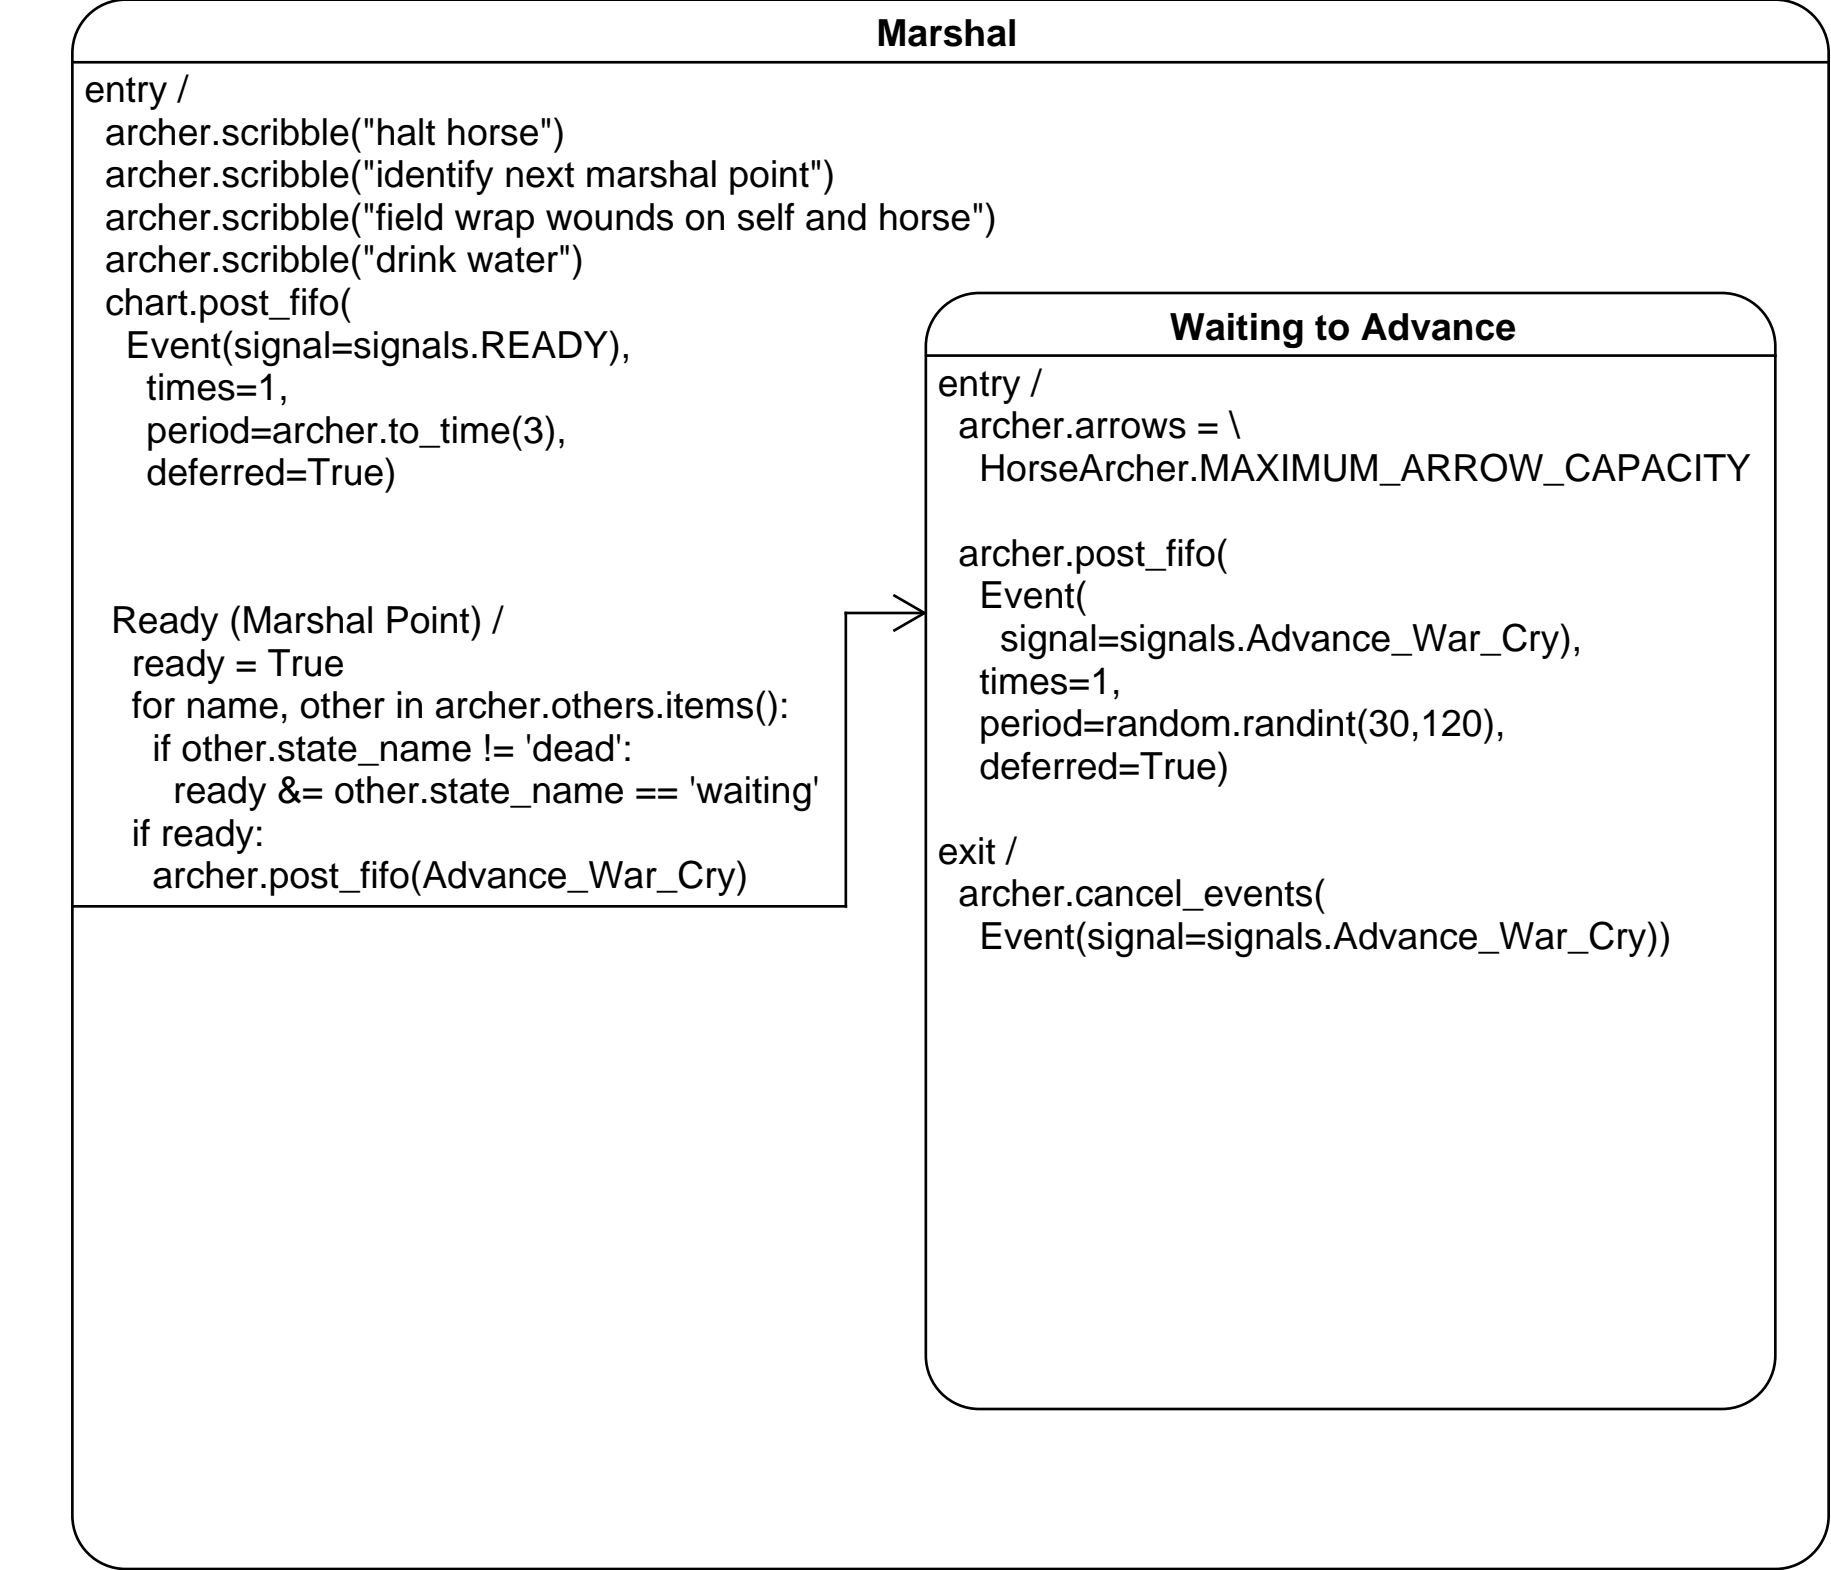 Marshal
entry /
archer.scribble("halt horse")
archer.scribble("identify next marshal point")
archer.scribble("field wrap wounds on self and horse")
archer.scribble("drink water")
chart.post_fifo(
Event(signal=signals.READY),
times=1,
period=archer.to_time(3),
deferred=True)
Ready (Marshal Point) /
ready = True
for name, other in archer.others.items():
if other.state_name != 'dead':
ready &= other.state_name == 'waiting'
if ready:
archer.post_fifo(Advance_War_Cry)
Waiting to Advance
entry /
archer.arrows = \
HorseArcher.MAXIMUM_ARROW_CAPACITY
archer.post_fifo(
Event(
signal=signals.Advance_War_Cry),
times=1,
period=random.randint(30,120),
deferred=True)
exit /
archer.cancel_events(
Event(signal=signals.Advance_War_Cry))